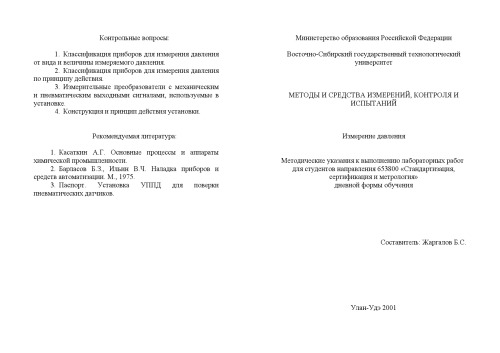 Контрольные вопросы:
1. Классификация приборов для измерения давления
от вида и величины измеряемого давления.
2. Классификация приборов для измерения давления
по принципу действия.
3. Измерительные преобразователи с механическим
и пневматическим выходными сигналами, используемые в
установке.
4. Конструкция и принцип действия установки.
Рекомендуемая литература
1. Касаткин А.Г. Основные процессы и аппараты
химической промышленности.
2. Барласов Б.З., Ильин В.Ч. Наладка приборов и
средств автоматизации. М., 1975.
3. Паспорт. Установка УППД для поверки
пневматических датчиков.
Министерство образования Российской Федерации
Восточно-Сибирский государственный технологический
университет
МЕТОДЫ И СРЕДСТВА ИЗМЕРЕНИЙ, КОНТРОЛЯ И
ИСПЫТАНИЙ
Измерение давления
Методические указания к выполнению лабораторных работ
для студентов направления 653800 «Стандартизация,
сертификация и метрология»
дневной формы обучения
Составитель: Жаргалов Б.С.
Улан-Удэ 2001